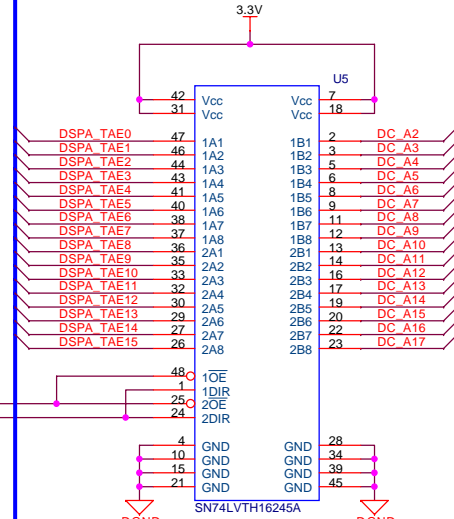 3.3V
U5
42 Vcc Vcc 7
31 Vcc Vcc 18
DSPA_TAE0 47 1A1 1B1 2 DC_A2
DSPA_TAE1 46 1A2 1B2 3 DC_A3
DSPA_TAE2 44 1A3 1B3 5 DC_A4
DSPA_TAE3 43 1A4 1B4 6 DC_A5
DSPA_TAE4 41 1A5 1B5 8 DC_A6
DSPA_TAE5 40 1A6 1B6 9 DC_A7
DSPA_TAE6 38 1A7 1B7 11 DC_A8
DSPA_TAE7 37 1A8 1B8 12 DC_A9
DSPA_TAE8 36 2A1 2B1 13 DC_A10
DSPA_TAE9 35 2A2 2B2 14 DC_A11
DSPA_TAE10 33 2A3 2B3 16 DC_A12
DSPA_TAE11 32 2A4 2B4 17 DC_A13
DSPA_TAE12 30 2A5 2B5 19 DC_A14
DSPA_TAE13 29 2A6 2B6 20 DC_A15
DSPA_TAE14 27 2A7 2B7 22 DC_A16
DSPA_TAE15 26 2A8 2B8 23 DC_A17
48 1OE
1 1DIR
25 2OE
24 2DIR
4 GND GND 28
10 GND GND 34
15 GND GND 39
21 GND GND 45
SN74LVTH16245A
DGND DGND